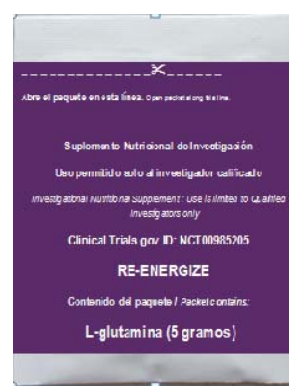 Abre el paquete en esta línea. Open packet along this line.
Suplemento Nutricional de Investigación
Uso permitido solo al investigador calificado
Investigational Nutritional Supplement: Use is limited to Qualified
Investigators only
Clinical Trials gov ID: NCT00985205
RE-ENERGIZE
Contenido del paquete / Packet contains:
L-glutamina (5 gramos)